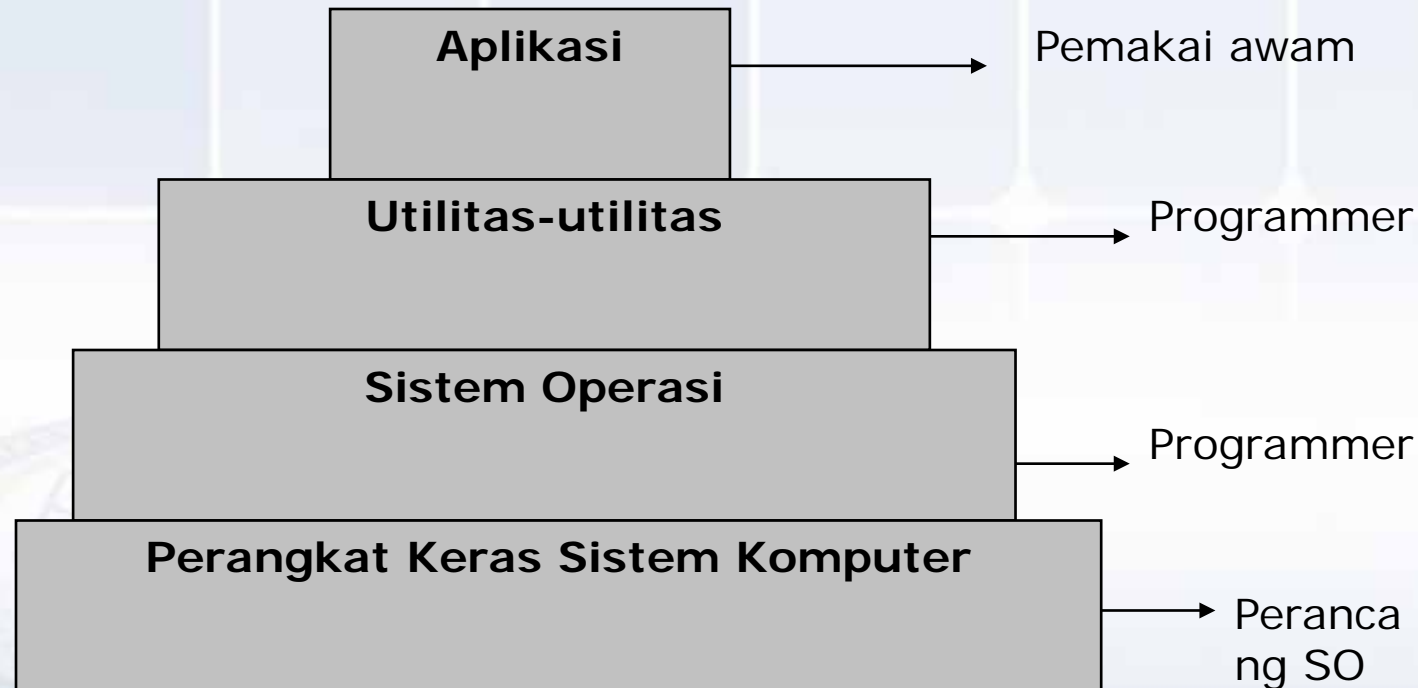 Aplikasi
Pemakai awam
Utilitas-utilitas
Programmer
Sistem Operasi
Programmer
Perangkat Keras Sistem Komputer
Peranca
ng SO